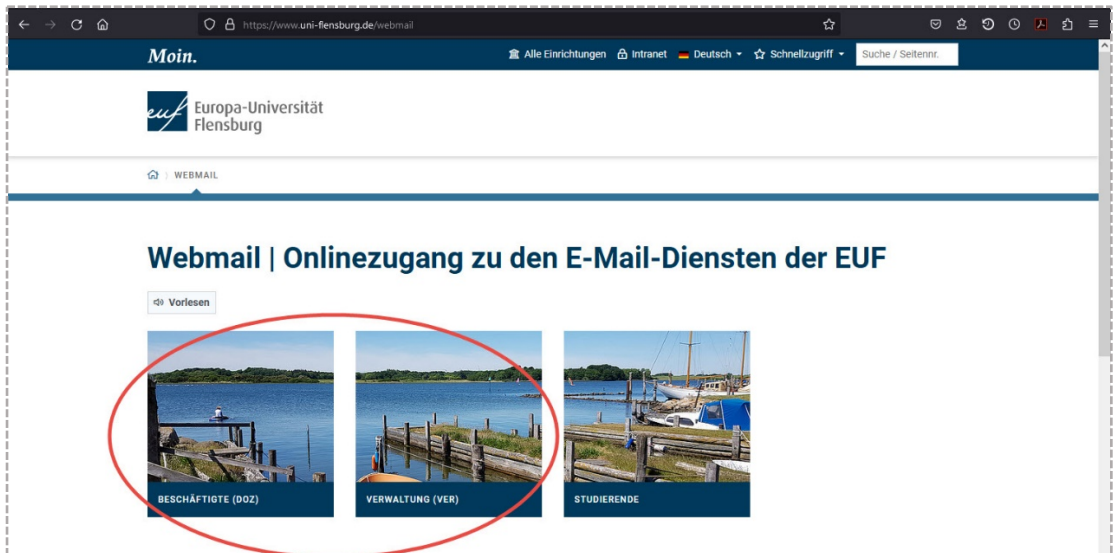 https://www.uni-flensburg.de/webmail
Moin.
Alle Einrichtungen Intranet Deutsch Schnellzugriff Suche / Seitennr.
euf Europa-Universität
Flensburg
WEBMAIL
Webmail | Onlinezugang zu den E-Mail-Diensten der EUF
Vorlesen
BESCHÄFTIGTE (DOZ) VERWALTUNG (VER) STUDIERENDE